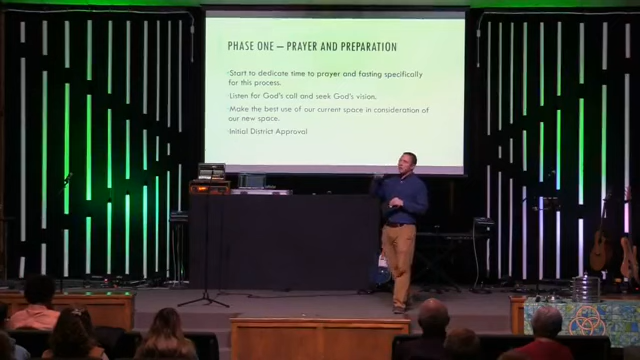 PHASE ONE – PRAYER AND PREPARATION
Start to dedicate time to prayer and fasting specifically
for this process.
Listen for God's call and seek God's vision.
Make the best use of our current space in consideration of
our new space.
Initial District Approval